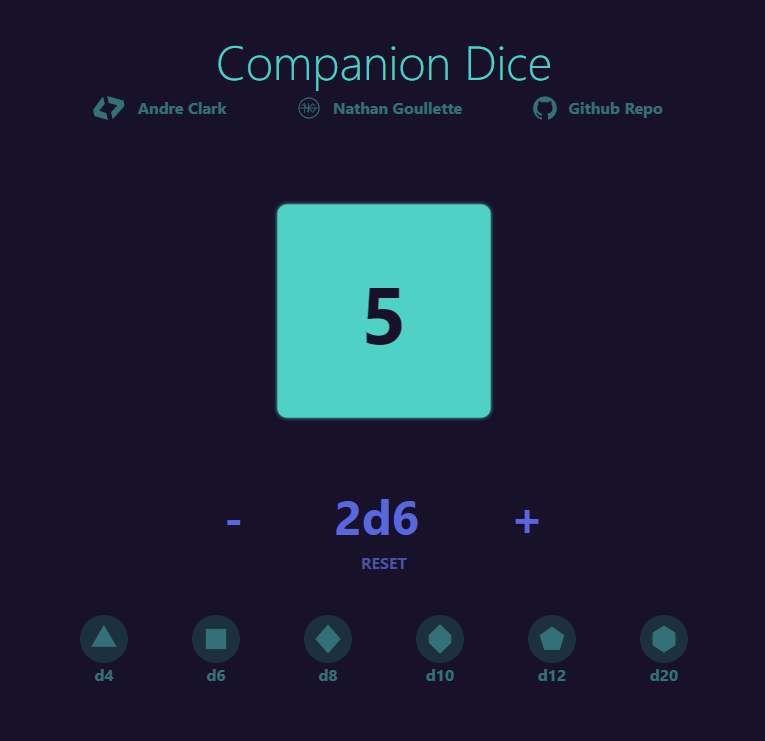 Companion Dice
Andre Clark Nathan Goullette Github Repo
5
- 2d6 +
RESET
d4 d6 d8 d10 d12 d20